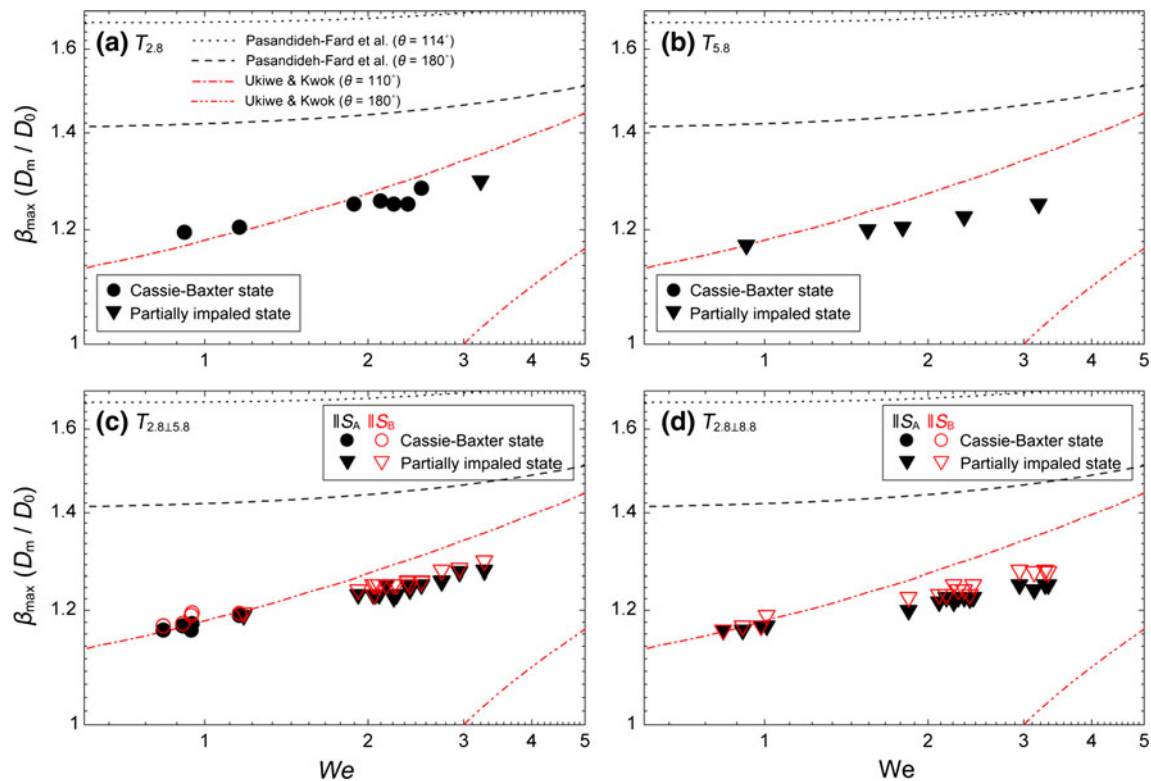 (a) T2.8
Pasandideh-Fard et al. (θ = 114°)
Pasandideh-Fard et al. (θ = 180°)
Ukiwe & Kwok (θ = 110°)
Ukiwe & Kwok (θ = 180°)
1.6
1.4
1.2
1
βmax (Dm / D0)
Cassie-Baxter state
Partially impaled state
1 2 3 4 5
(b) T5.8
1.6
1.4
1.2
1
Cassie-Baxter state
Partially impaled state
1 2 3 4 5
(c) T2.8⊥5.8
∥SA ∥SB
Cassie-Baxter state
Partially impaled state
1.6
1.4
1.2
1
βmax (Dm / D0)
1 2 3 4 5
We
(d) T2.8⊥8.8
∥SA ∥SB
Cassie-Baxter state
Partially impaled state
1.6
1.4
1.2
1
1 2 3 4 5
We